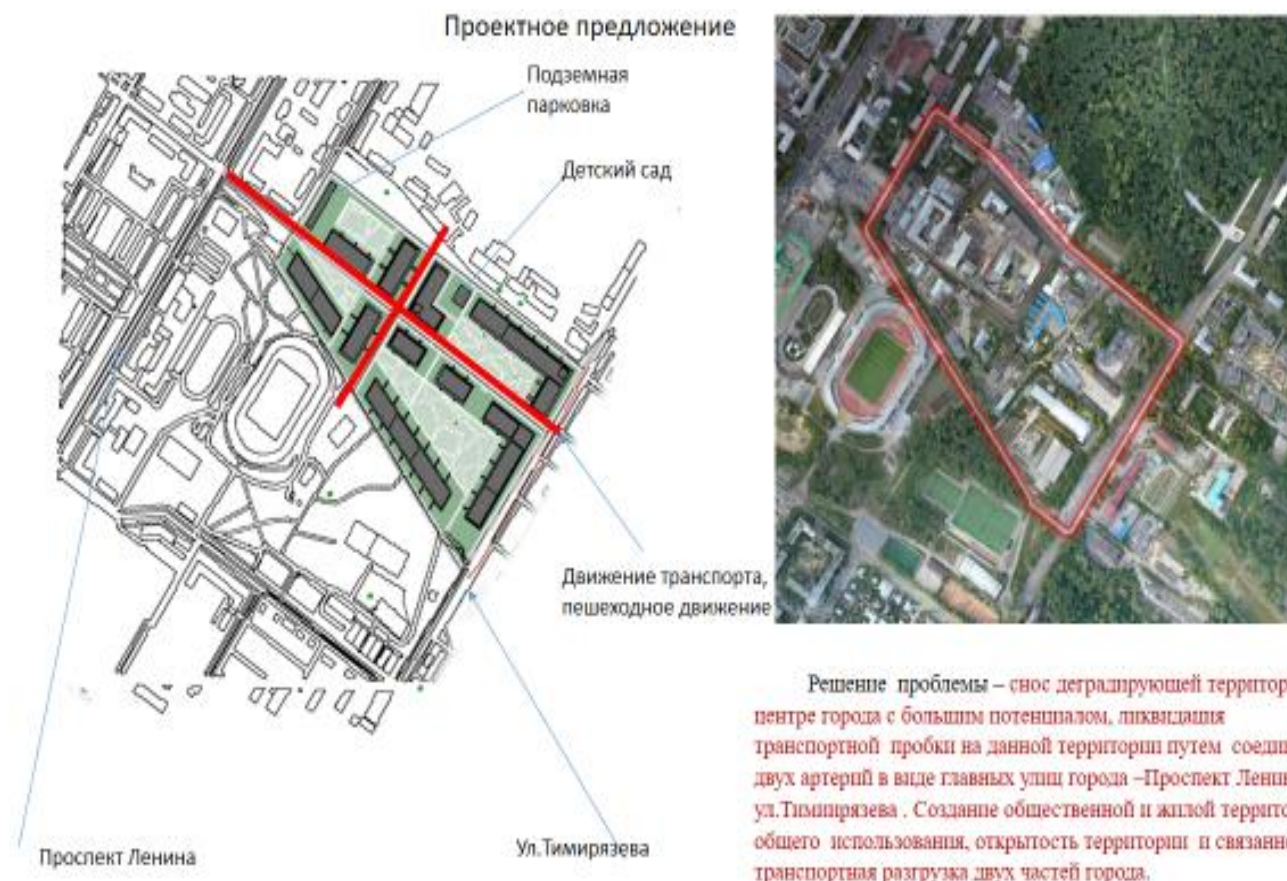 Проектное предложение
Подземная
парковка
Детский сад
Движение транспорта,
пешеходное движение
Проспект Ленина
Ул.Тимирязева
Решение проблемы – снос деградирующей территор
центре города с большим потенциалом, ликвидация
транспортной пробки на данной территории путем соеди
двух артерий в виде главных улиц города –Проспект Ленин
ул.Тимиирязева . Создание общественной и жилой террито
общего использования, открытость территории и связанн
транспортная разгрузка двух частей города.